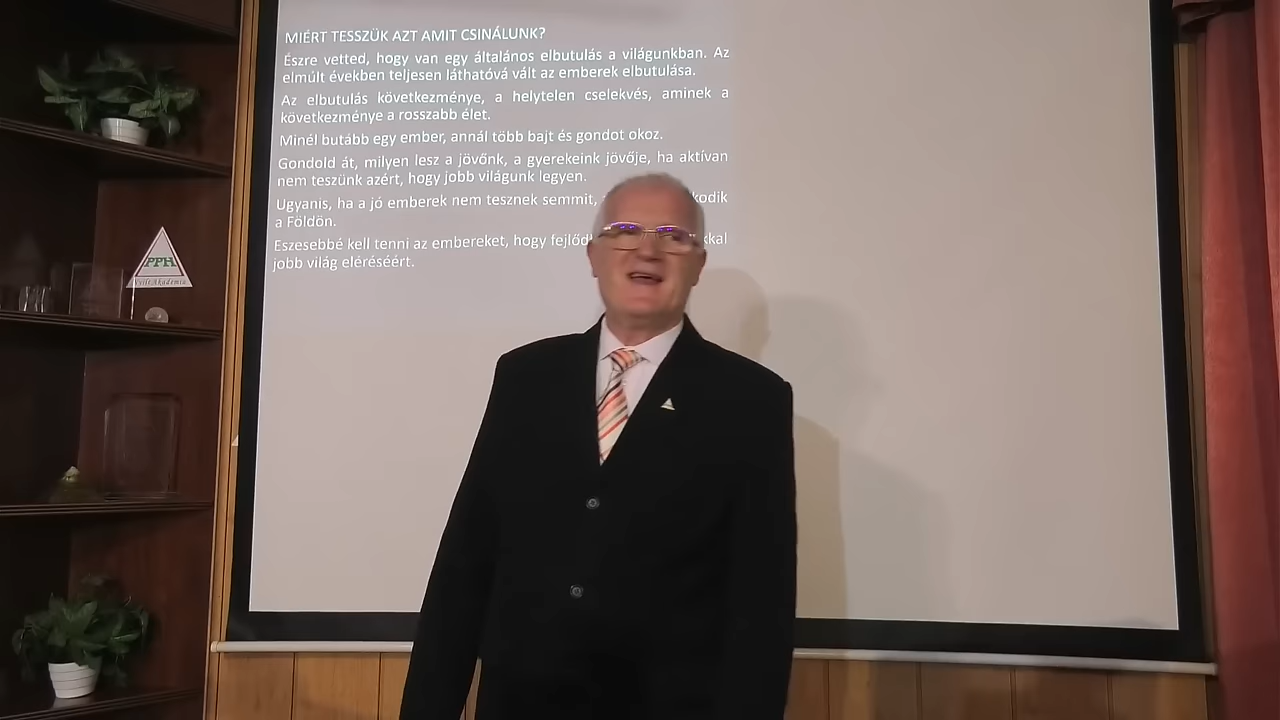 MIÉRT TESSZÜK AZT AMIT CSINÁLUNK?
Észre vetted, hogy van egy általános elbutulás a világunkban. Az
elmúlt években teljesen láthatóvá vált az emberek elbutulása.
Az elbutulás következménye, a helytelen cselekvés, aminek a
következménye a rosszabb élet.
Minél butább egy ember, annál több bajt és gondot okoz.
Gondold át, milyen lesz a jövőnk, a gyerekeink jövője, ha aktívan
nem teszünk azért, hogy jobb világunk legyen.
Ugyanis, ha a jó emberek nem tesznek semmit,
a Földön.
Eszesebbé kell tenni az embereket, hogy
jobb világ eléréséért.
PPH
Nyílt Akadémia